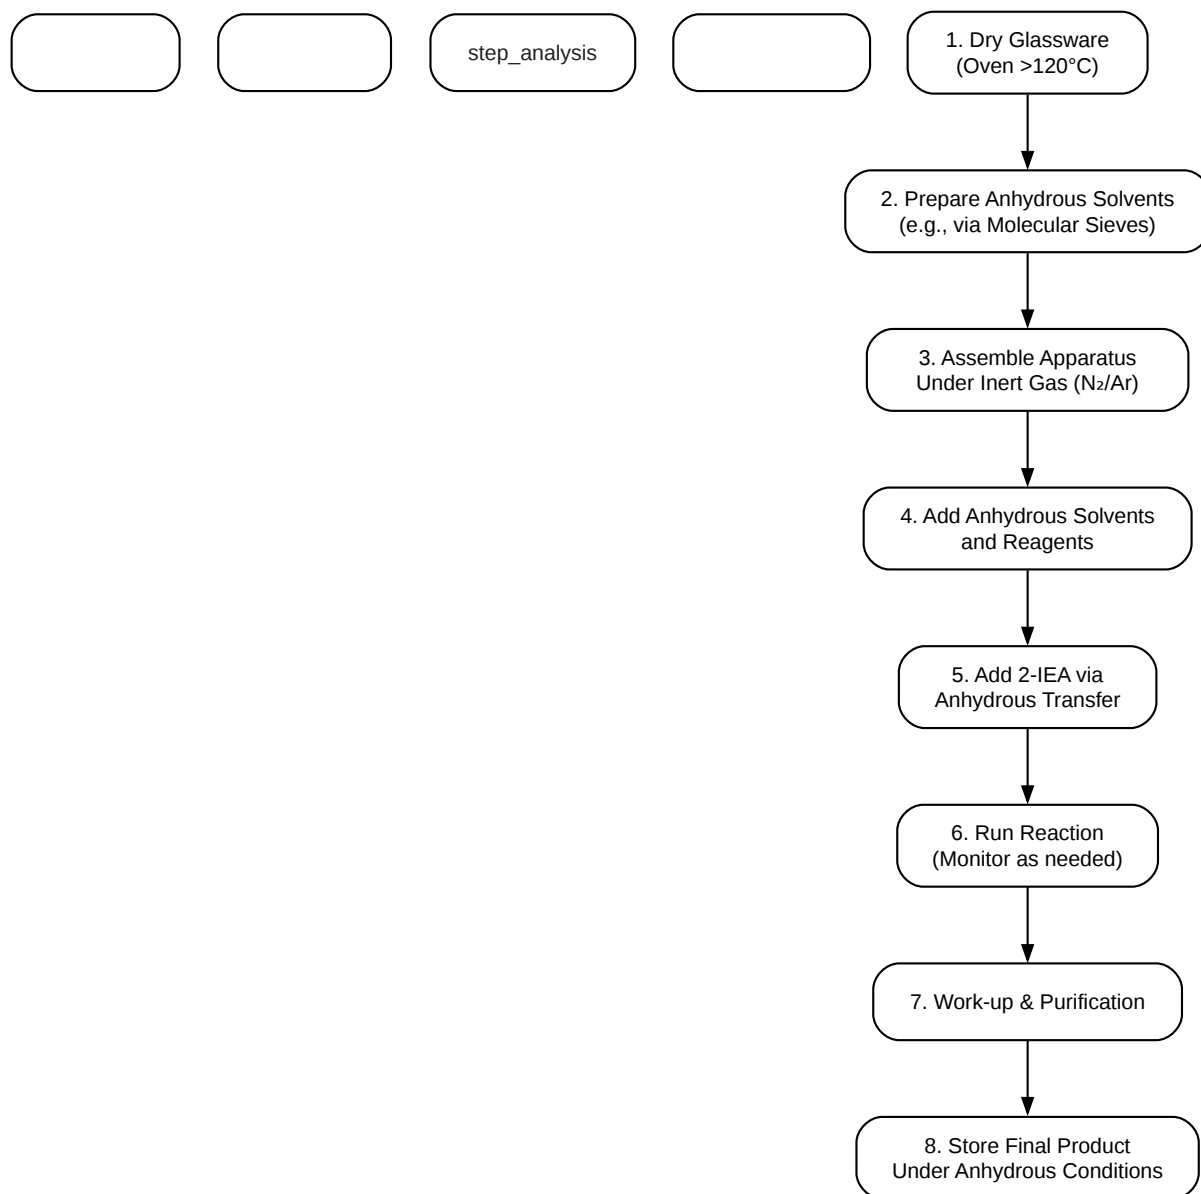 step_analysis
1. Dry Glassware
(Oven >120°C)
2. Prepare Anhydrous Solvents
(e.g., via Molecular Sieves)
3. Assemble Apparatus
Under Inert Gas (N₂/Ar)
4. Add Anhydrous Solvents
and Reagents
5. Add 2-IEA via
Anhydrous Transfer
6. Run Reaction
(Monitor as needed)
7. Work-up & Purification
8. Store Final Product
Under Anhydrous Conditions